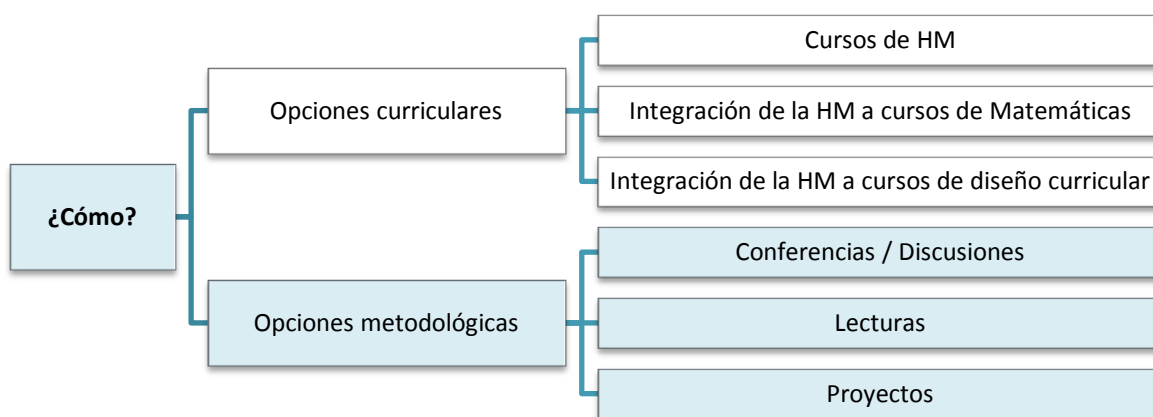 ¿Cómo?
Opciones curriculares
Cursos de HM
Integración de la HM a cursos de Matemáticas
Integración de la HM a cursos de diseño curricular
Opciones metodológicas
Conferencias / Discusiones
Lecturas
Proyectos